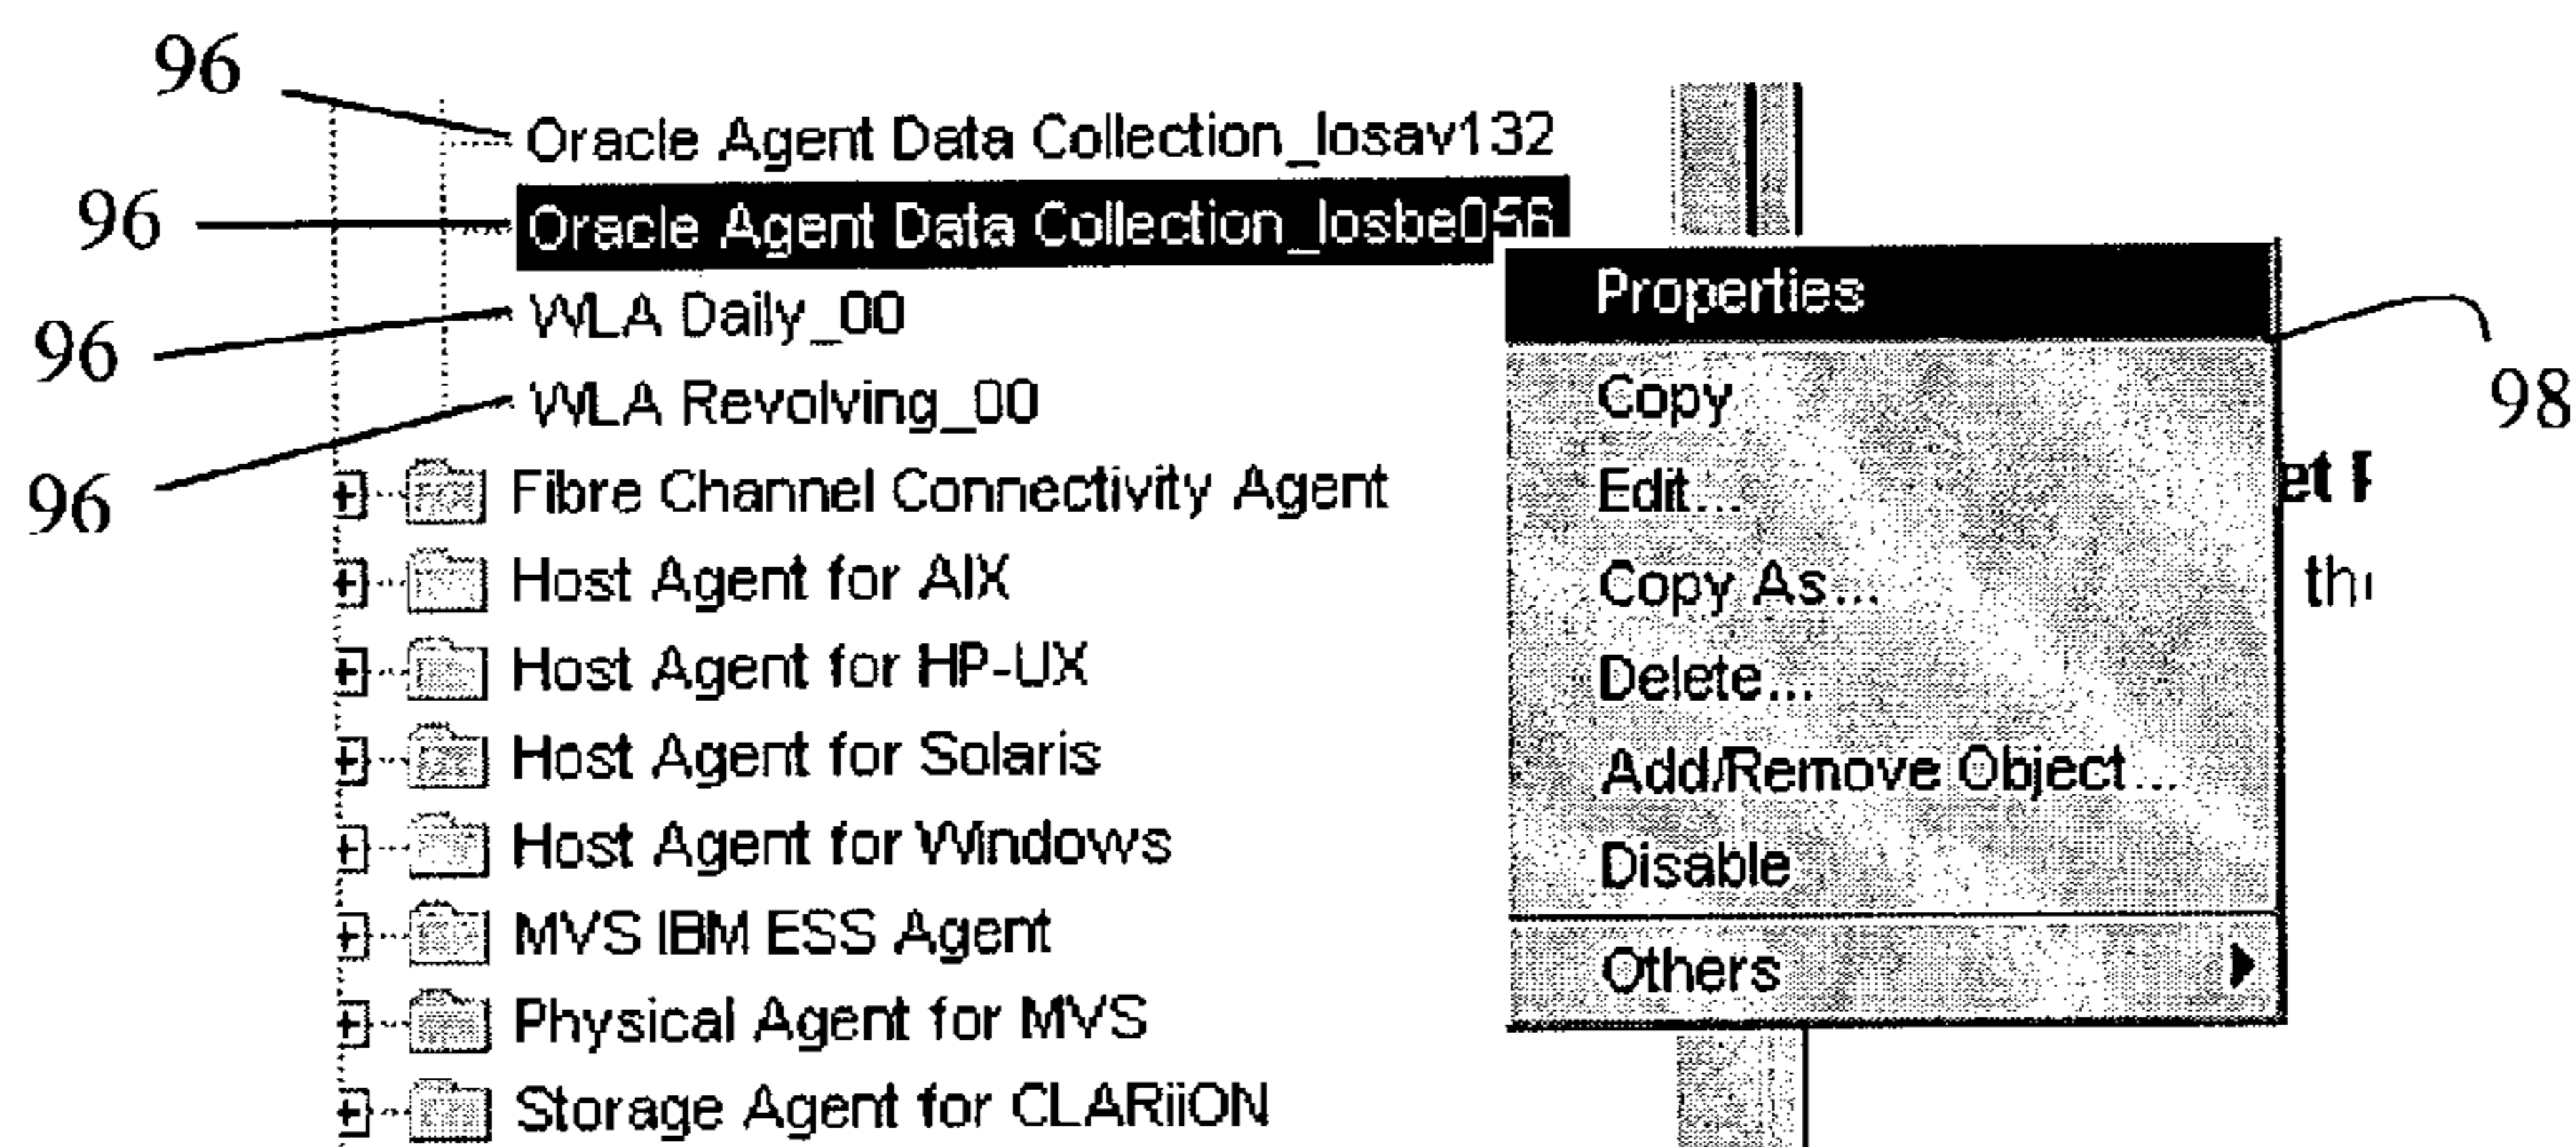 96
Oracle Agent Data Collection_losav132
96
Oracle Agent Data Collection_losbe056
Properties
96
WLA Daily_00
Copy
98
96
WLA Revolving_00
Edit...
Fibre Channel Connectivity Agent
Copy As...
Host Agent for AIX
Delete...
Host Agent for HP-UX
Add/Remove Object...
Host Agent for Solaris
Disable
Host Agent for Windows
Others
MVS IBM ESS Agent
Physical Agent for MVS
Storage Agent for CLARiiON